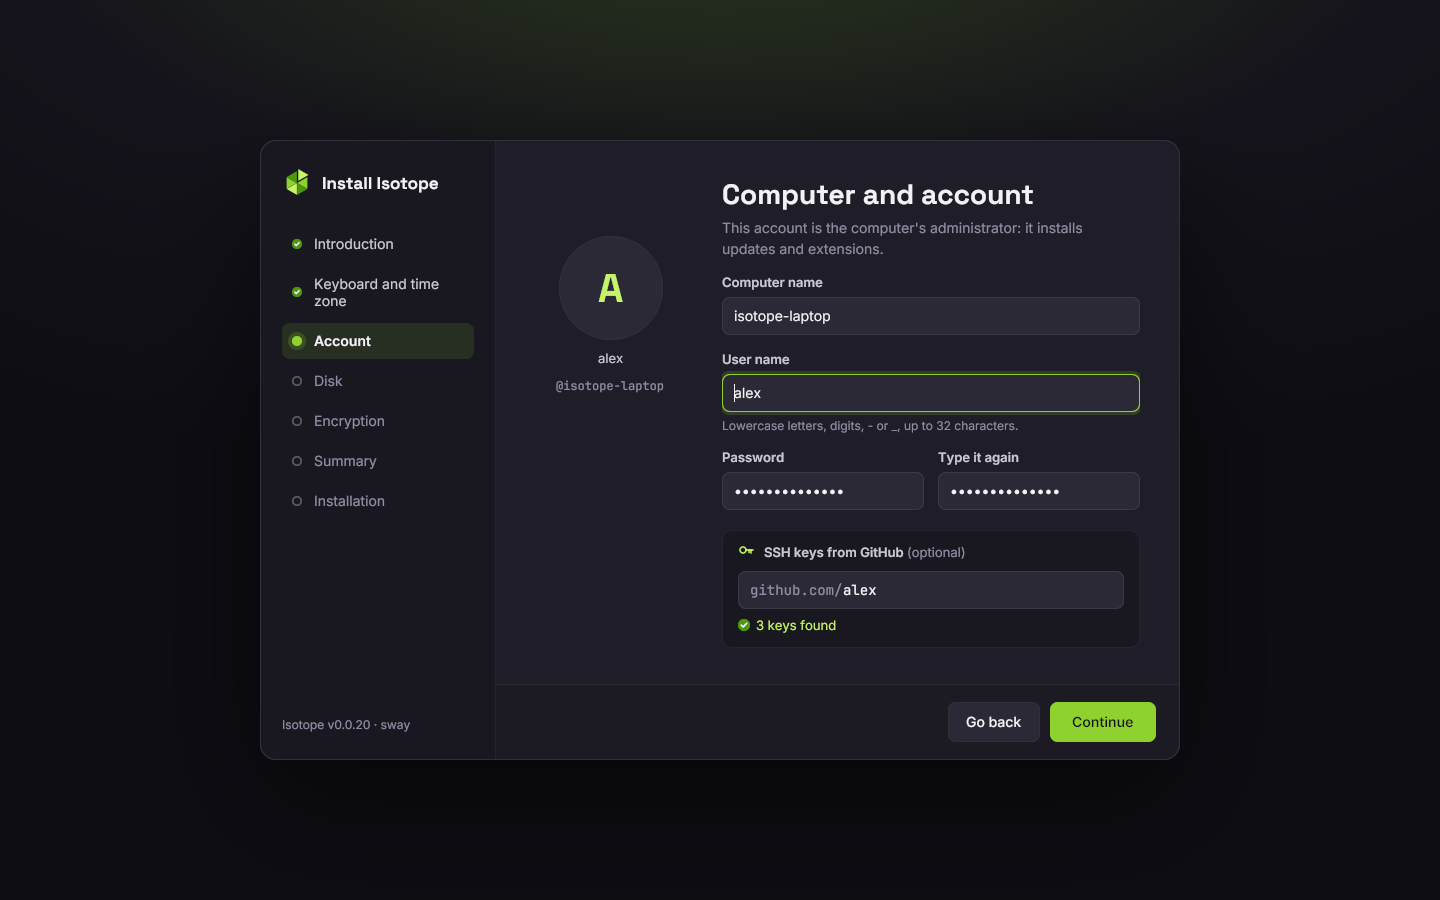 Install Isotope
Introduction
Keyboard and time
zone
Account
Disk
Encryption
Summary
Installation
Isotope v0.0.20 · sway
A
alex
@isotope-laptop
Computer and account
This account is the computer's administrator: it installs
updates and extensions.
Computer name
isotope-laptop
User name
alex
Lowercase letters, digits, - or _, up to 32 characters.
Password
Type it again
••••••••••••••
••••••••••••••
SSH keys from GitHub (optional)
github.com/alex
3 keys found
Go back
Continue